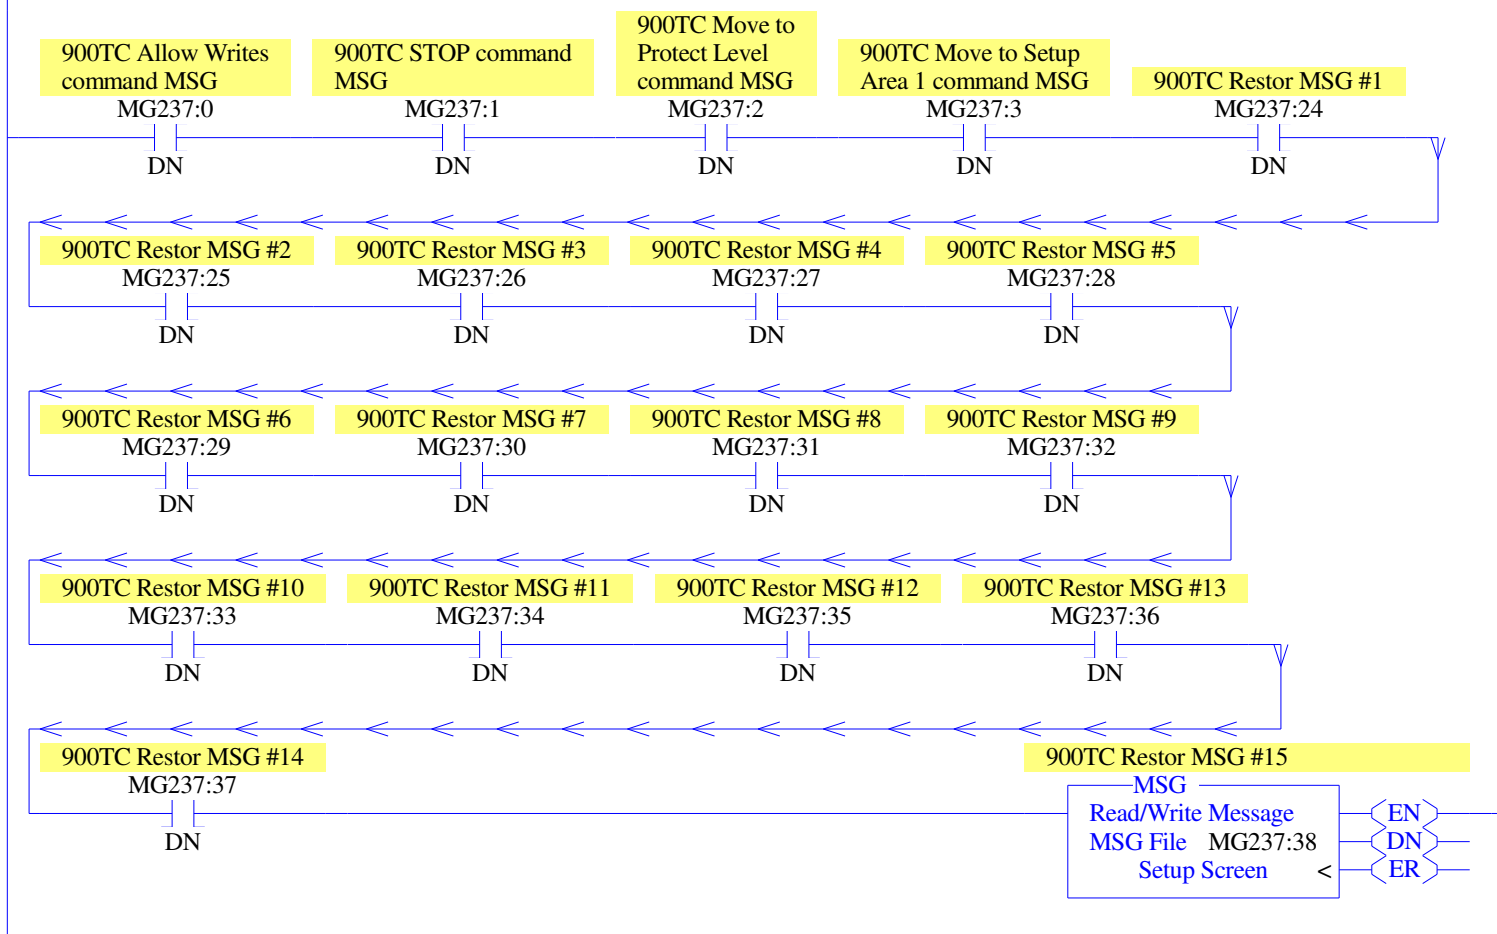 900TC Allow Writes
command MSG
MG237:0
DN
900TC STOP command
MSG
MG237:1
DN
900TC Move to
Protect Level
command MSG
MG237:2
DN
900TC Move to Setup
Area 1 command MSG
MG237:3
DN
900TC Restor MSG #1
MG237:24
DN
900TC Restor MSG #2
MG237:25
DN
900TC Restor MSG #3
MG237:26
DN
900TC Restor MSG #4
MG237:27
DN
900TC Restor MSG #5
MG237:28
DN
900TC Restor MSG #6
MG237:29
DN
900TC Restor MSG #7
MG237:30
DN
900TC Restor MSG #8
MG237:31
DN
900TC Restor MSG #9
MG237:32
DN
900TC Restor MSG #10
MG237:33
DN
900TC Restor MSG #11
MG237:34
DN
900TC Restor MSG #12
MG237:35
DN
900TC Restor MSG #13
MG237:36
DN
900TC Restor MSG #14
MG237:37
DN
900TC Restor MSG #15
MSG
Read/Write Message
MSG File MG237:38
Setup Screen <
EN
DN
ER